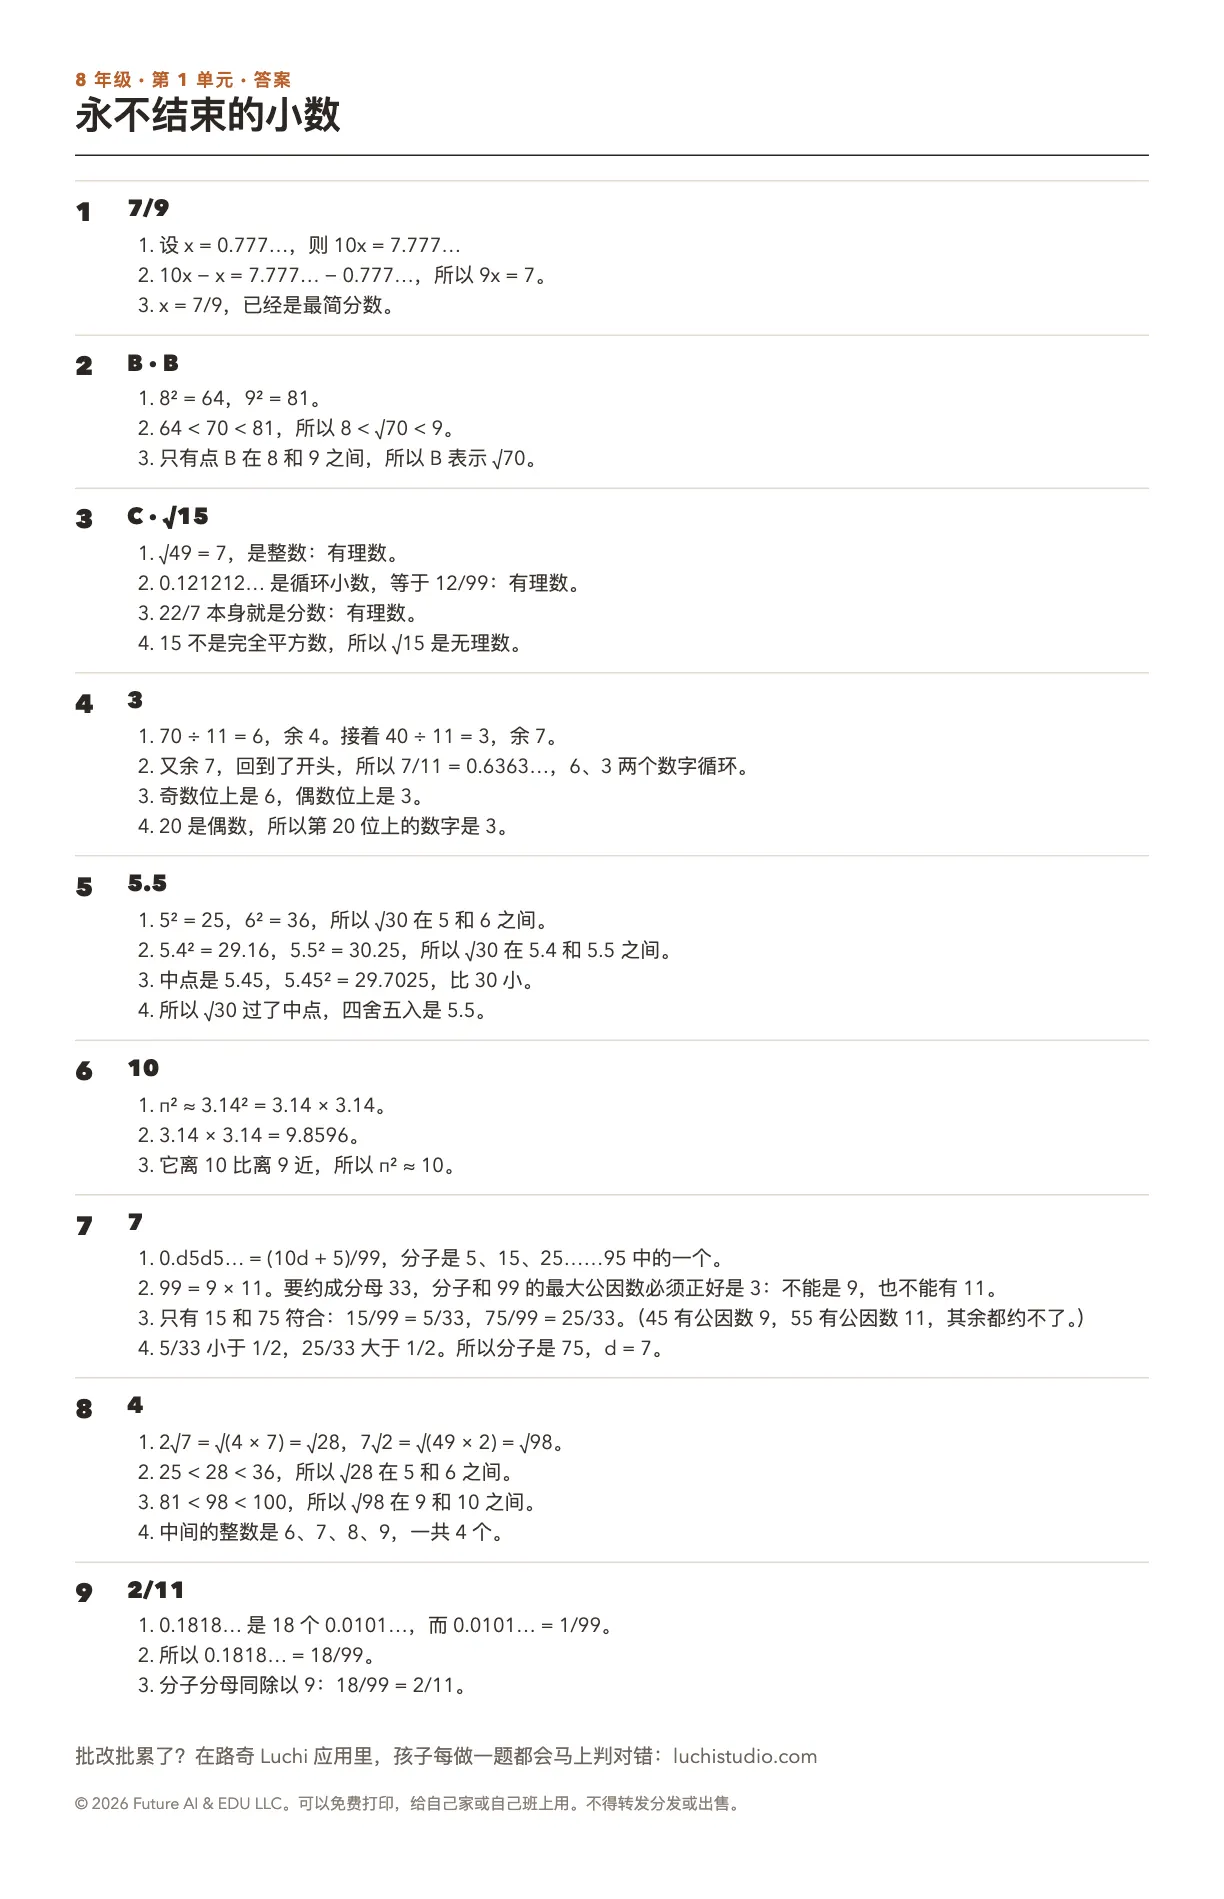 8 年级 · 第 1 单元 · 答案
永不结束的小数
1 7/9
1. 设 x = 0.777…，则 10x = 7.777…
2. 10x − x = 7.777… − 0.777…，所以 9x = 7。
3. x = 7/9，已经是最简分数。
2 B · B
1. 8² = 64，9² = 81。
2. 64 < 70 < 81，所以 8 < √70 < 9。
3. 只有点 B 在 8 和 9 之间，所以 B 表示 √70。
3 C · √15
1. √49 = 7，是整数：有理数。
2. 0.121212… 是循环小数，等于 12/99：有理数。
3. 22/7 本身就是分数：有理数。
4. 15 不是完全平方数，所以 √15 是无理数。
4 3
1. 70 ÷ 11 = 6，余 4。接着 40 ÷ 11 = 3，余 7。
2. 又余 7，回到了开头，所以 7/11 = 0.6363…，6、3 两个数字循环。
3. 奇数位上是 6，偶数位上是 3。
4. 20 是偶数，所以第 20 位上的数字是 3。
5 5.5
1. 5² = 25，6² = 36，所以 √30 在 5 和 6 之间。
2. 5.4² = 29.16，5.5² = 30.25，所以 √30 在 5.4 和 5.5 之间。
3. 中点是 5.45，5.45² = 29.7025，比 30 小。
4. 所以 √30 过了中点，四舍五入是 5.5。
6 10
1. π² ≈ 3.14² = 3.14 × 3.14。
2. 3.14 × 3.14 = 9.8596。
3. 它离 10 比离 9 近，所以 π² ≈ 10。
7 7
1. 0.d5d5… = (10d + 5)/99，分子是 5、15、25……95 中的一个。
2. 99 = 9 × 11。要约成分母 33，分子和 99 的最大公因数必须正好是 3：不能是 9，也不能有 11。
3. 只有 15 和 75 符合：15/99 = 5/33，75/99 = 25/33。（45 有公因数 9，55 有公因数 11，其余都约不了。）
4. 5/33 小于 1/2，25/33 大于 1/2。所以分子是 75，d = 7。
8 4
1. 2√7 = √(4 × 7) = √28，7√2 = √(49 × 2) = √98。
2. 25 < 28 < 36，所以 √28 在 5 和 6 之间。
3. 81 < 98 < 100，所以 √98 在 9 和 10 之间。
4. 中间的整数是 6、7、8、9，一共 4 个。
9 2/11
1. 0.1818… 是 18 个 0.0101…，而 0.0101… = 1/99。
2. 所以 0.1818… = 18/99。
3. 分子分母同除以 9：18/99 = 2/11。
批改批累了？在路奇 Luchi 应用里，孩子每做一题都会马上判对错：luchistudio.com
© 2026 Future AI & EDU LLC。可以免费打印，给自己家或自己班上用。不得转发分发或出售。